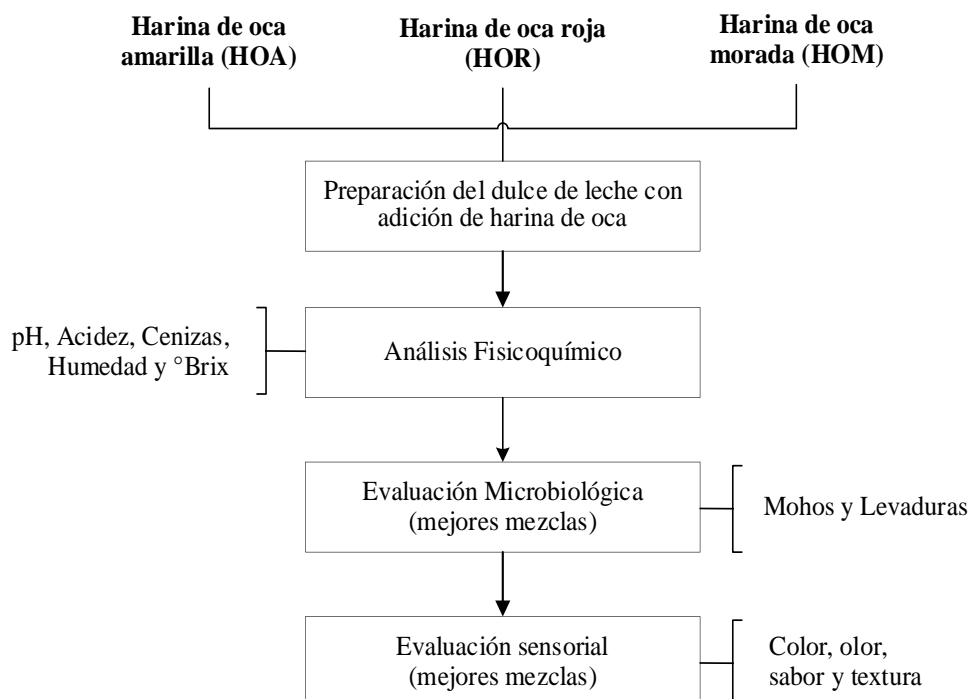 Harina de oca
amarilla (HOA)
Harina de oca roja
(HOR)
Harina de oca
morada (HOM)
Preparación del dulce de leche con
adición de harina de oca
pH, Acidez, Cenizas,
Humedad y °Brix
Análisis Fisicoquímico
Evaluación Microbiológica
(mejores mezclas)
Mohos y Levaduras
Evaluación sensorial
(mejores mezclas)
Color, olor,
sabor y textura